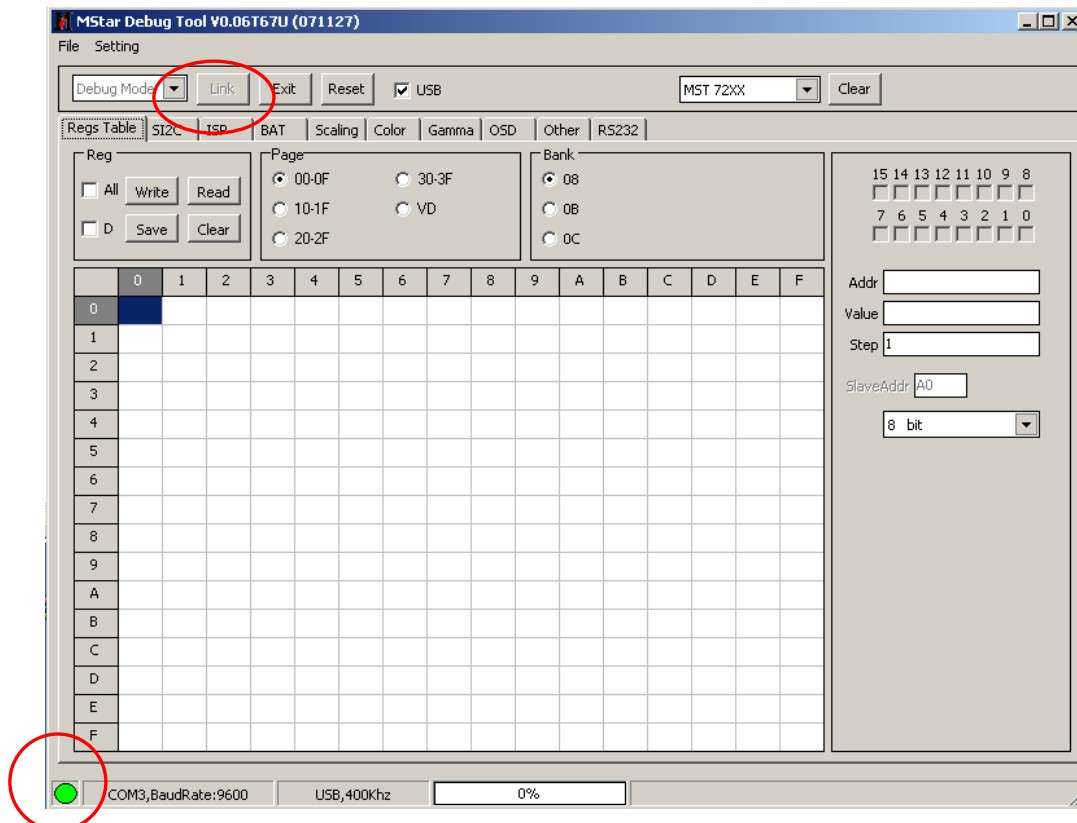 MStar Debug Tool V0.06T67U (071127)
File Setting
Debug Mode Link Exit Reset USB MST 72XX Clear
Regs Table SI2C ISP BAT Scaling Color Gamma OSD Other RS232
Reg Page Bank
All Write Read 00-0F 30-3F 08
10-1F VD 0B
D Save Clear 20-2F 0C
15 14 13 12 11 10 9 8
7 6 5 4 3 2 1 0
0 1 2 3 4 5 6 7 8 9 A B C D E F
0
1
2
3
4
5
6
7
8
9
A
B
C
D
E
F
Addr
Value
Step 1
SlaveAddr A0
8 bit
COM3,BaudRate:9600 USB,400Khz 0%